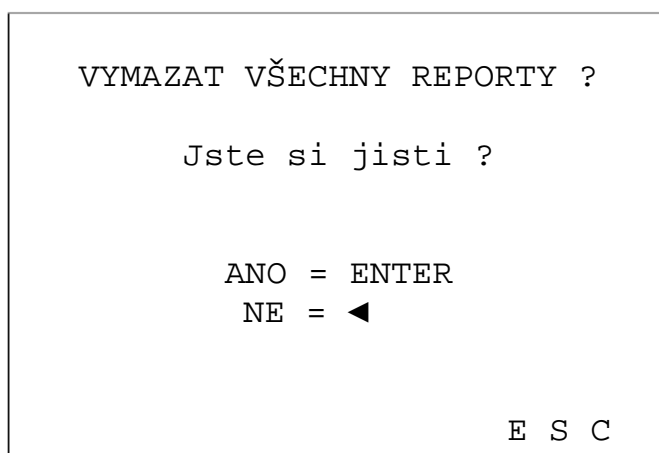 VYMAZAT VŠECHNY REPORTY ?
Jste si jisti ?
ANO = ENTER
NE = ◄
E S C